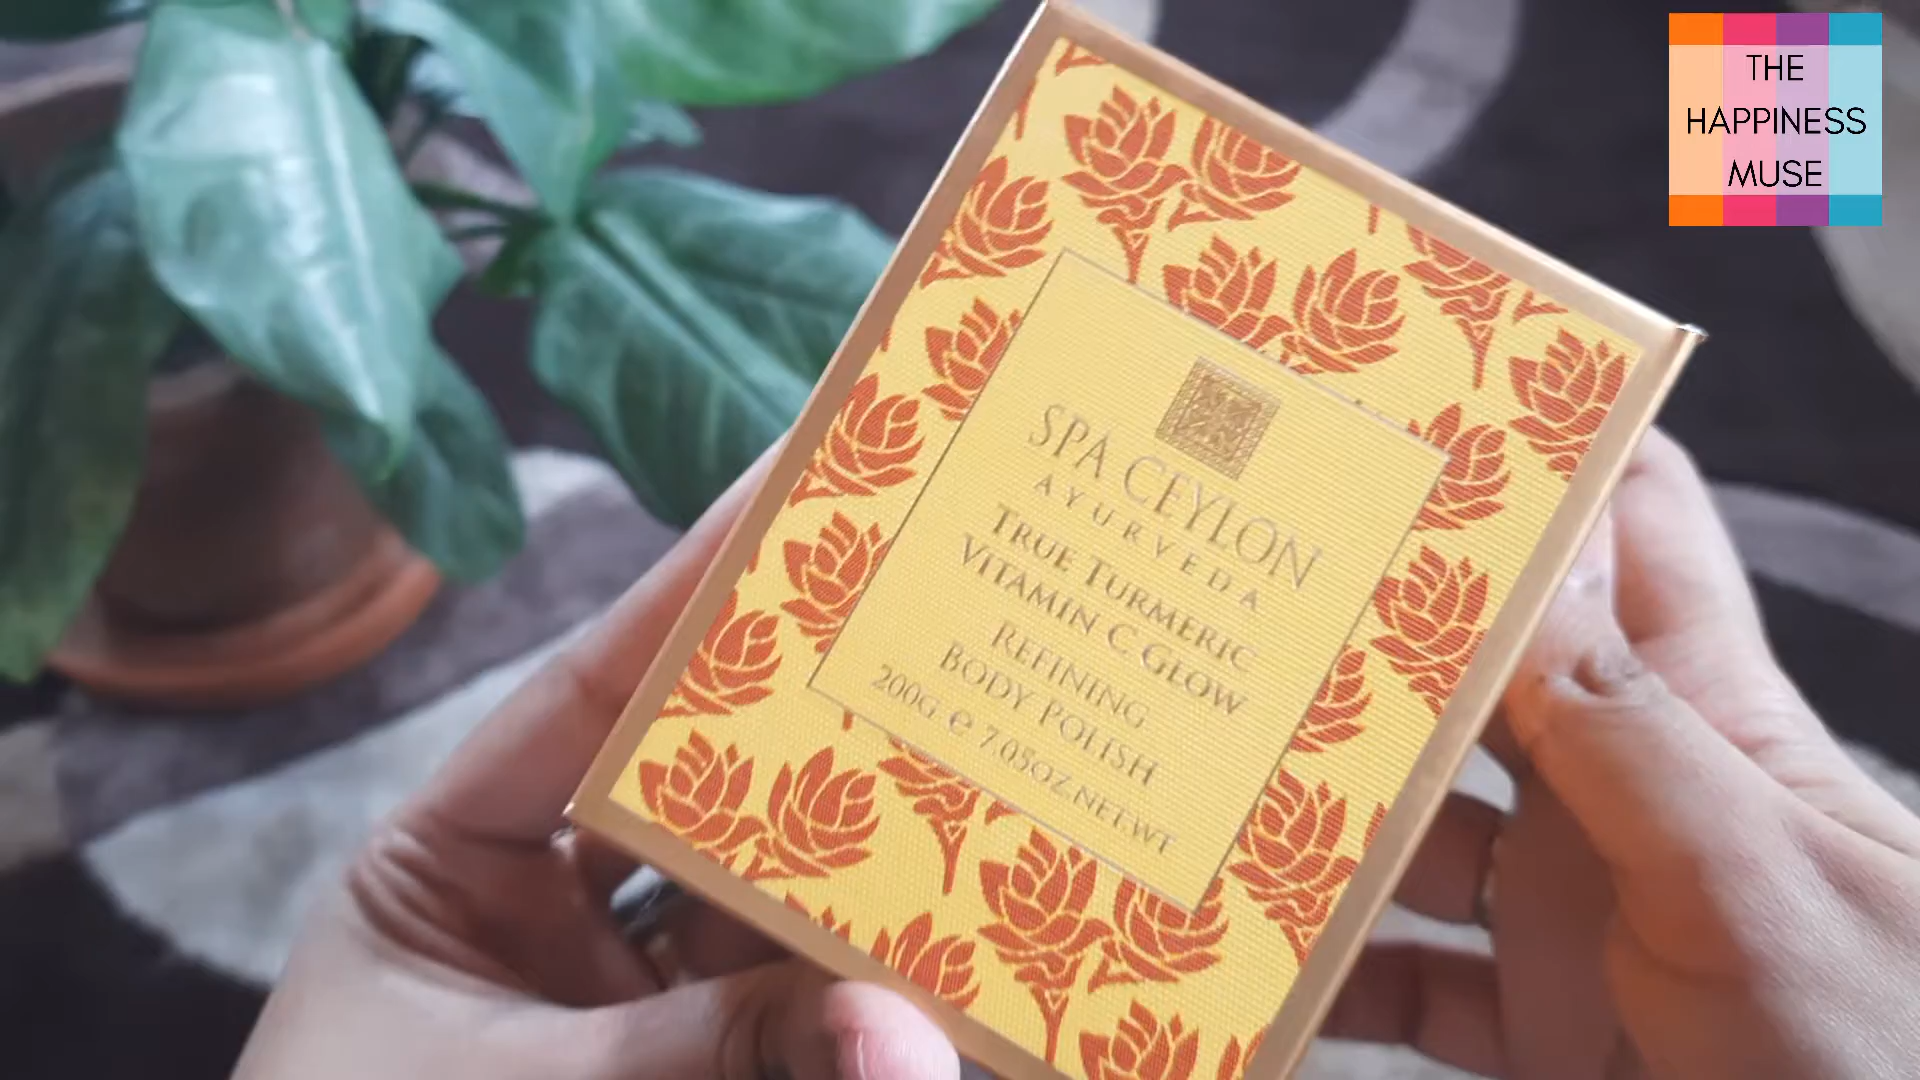 THE
HAPPINESS
MUSE
SPA CEYLON
AYURVEDA
TRUE TURMERIC
VITAMIN C GLOW
REFINING
BODY POLISH
200G ℮ 7.05OZ.NET.WT